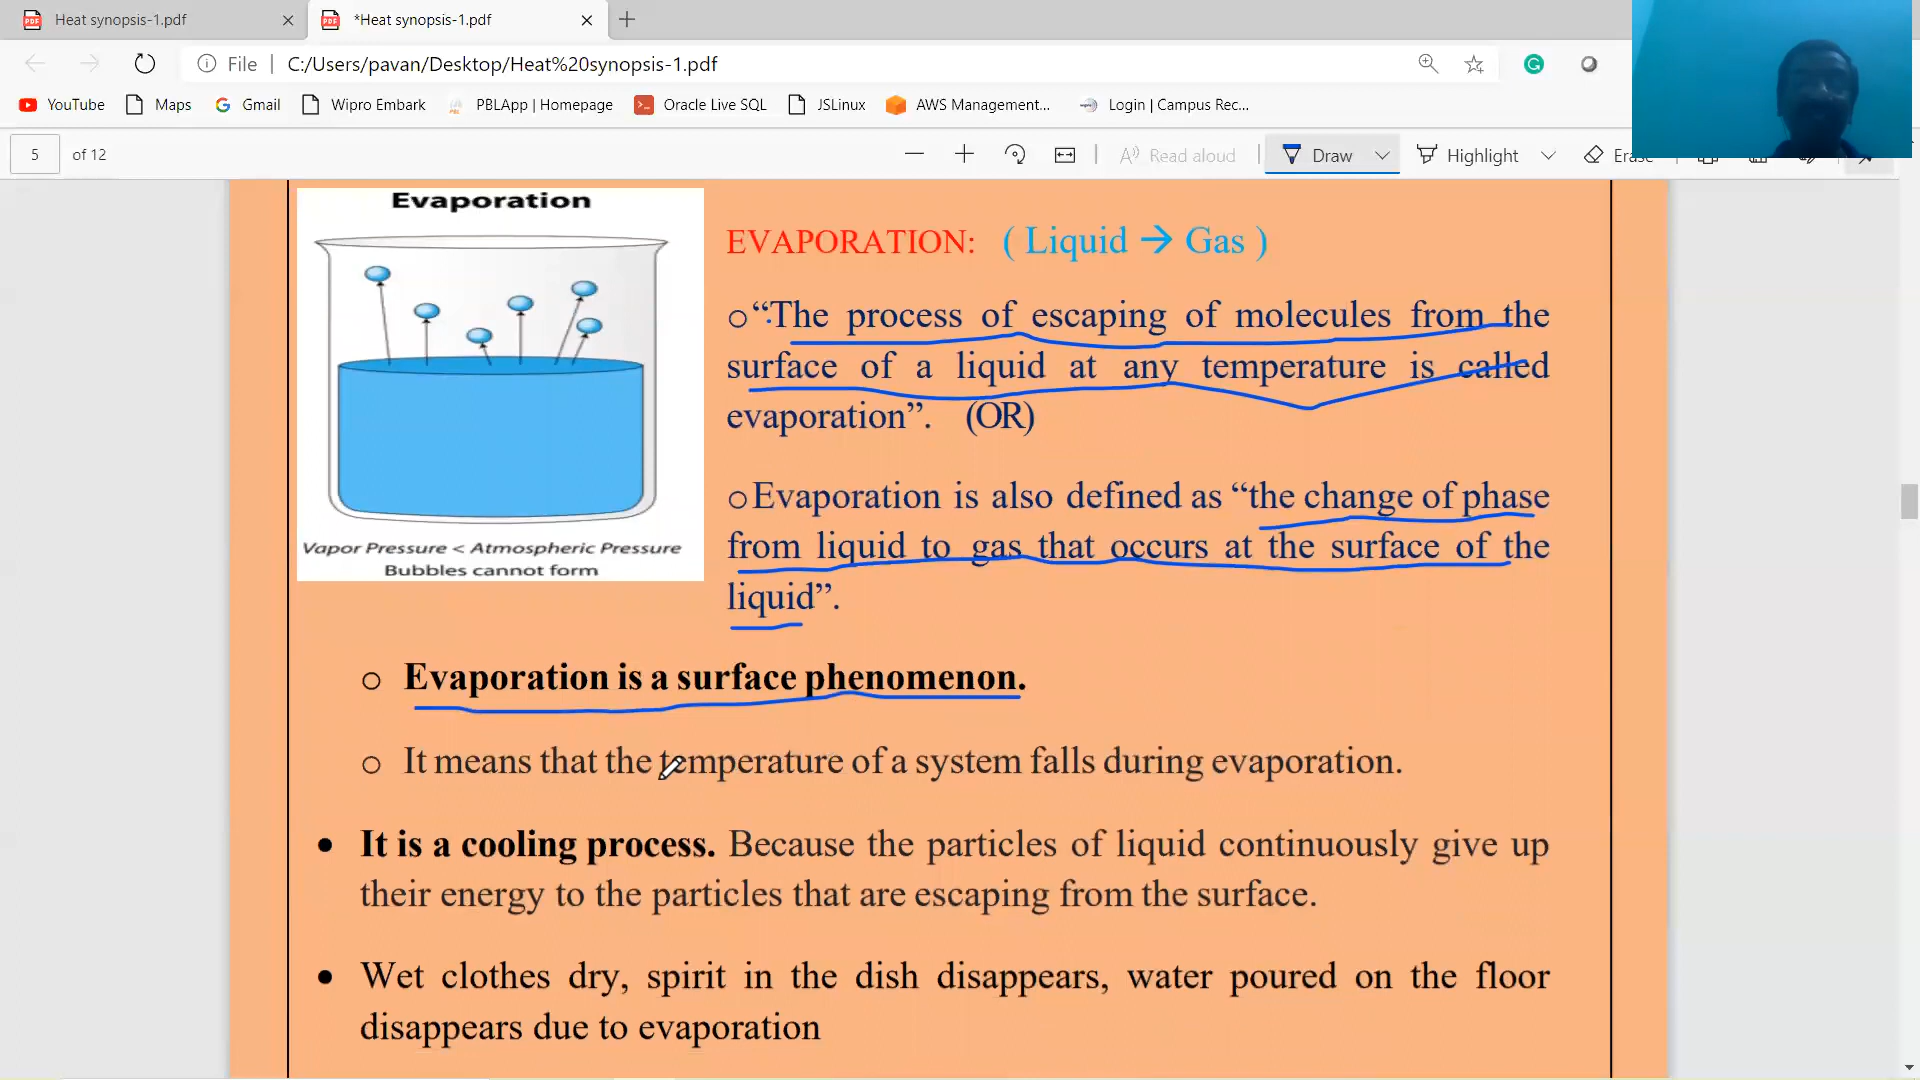 Heat synopsis-1.pdf
*Heat synopsis-1.pdf
File
C:/Users/pavan/Desktop/Heat%20synopsis-1.pdf
YouTube
Maps
Gmail
Wipro Embark
PBLApp | Homepage
Oracle Live SQL
JSLinux
AWS Management...
Login | Campus Rec...
5
of 12
Read aloud
Draw
Highlight
Evaporation
EVAPORATION: ( Liquid → Gas )
o “The process of escaping of molecules from the
surface of a liquid at any temperature is called
evaporation”. (OR)
o Evaporation is also defined as “the change of phase
from liquid to gas that occurs at the surface of the
liquid”.
Vapor Pressure < Atmospheric Pressure
Bubbles cannot form
o Evaporation is a surface phenomenon.
o It means that the temperature of a system falls during evaporation.
• It is a cooling process. Because the particles of liquid continuously give up
their energy to the particles that are escaping from the surface.
• Wet clothes dry, spirit in the dish disappears, water poured on the floor
disappears due to evaporation